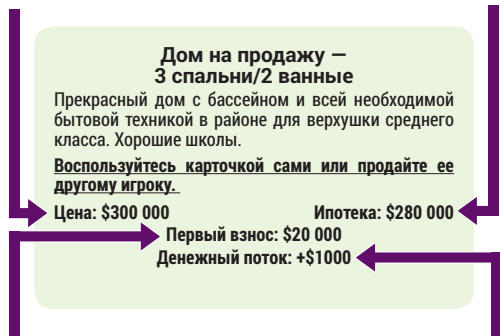 Дом на продажу —
3 спальни/2 ванные
Прекрасный дом с бассейном и всей необходимой
бытовой техникой в районе для верхушки среднего
класса. Хорошие школы.
Воспользуйтесь карточкой сами или продайте ее
другому игроку.
Цена: $300 000 Ипотека: $280 000
Первый взнос: $20 000
Денежный поток: +$1000